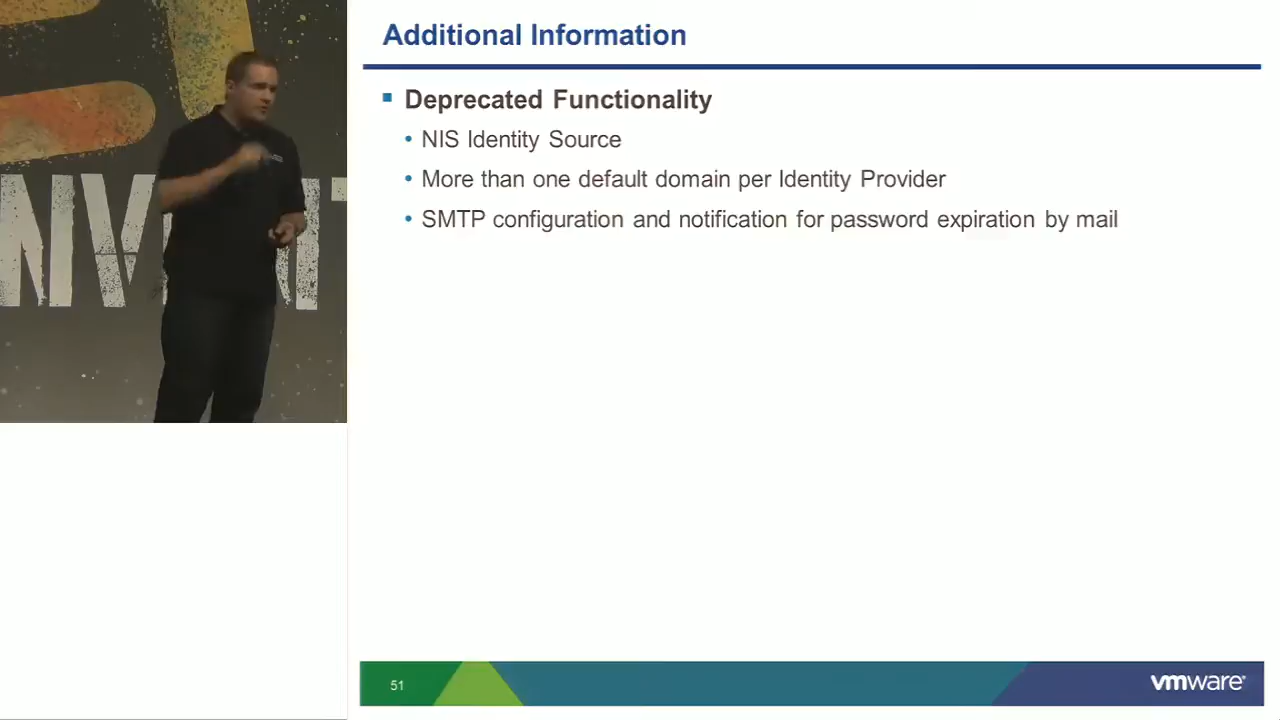 Additional Information
Deprecated Functionality
• NIS Identity Source
• More than one default domain per Identity Provider
• SMTP configuration and notification for password expiration by mail
51
vmware